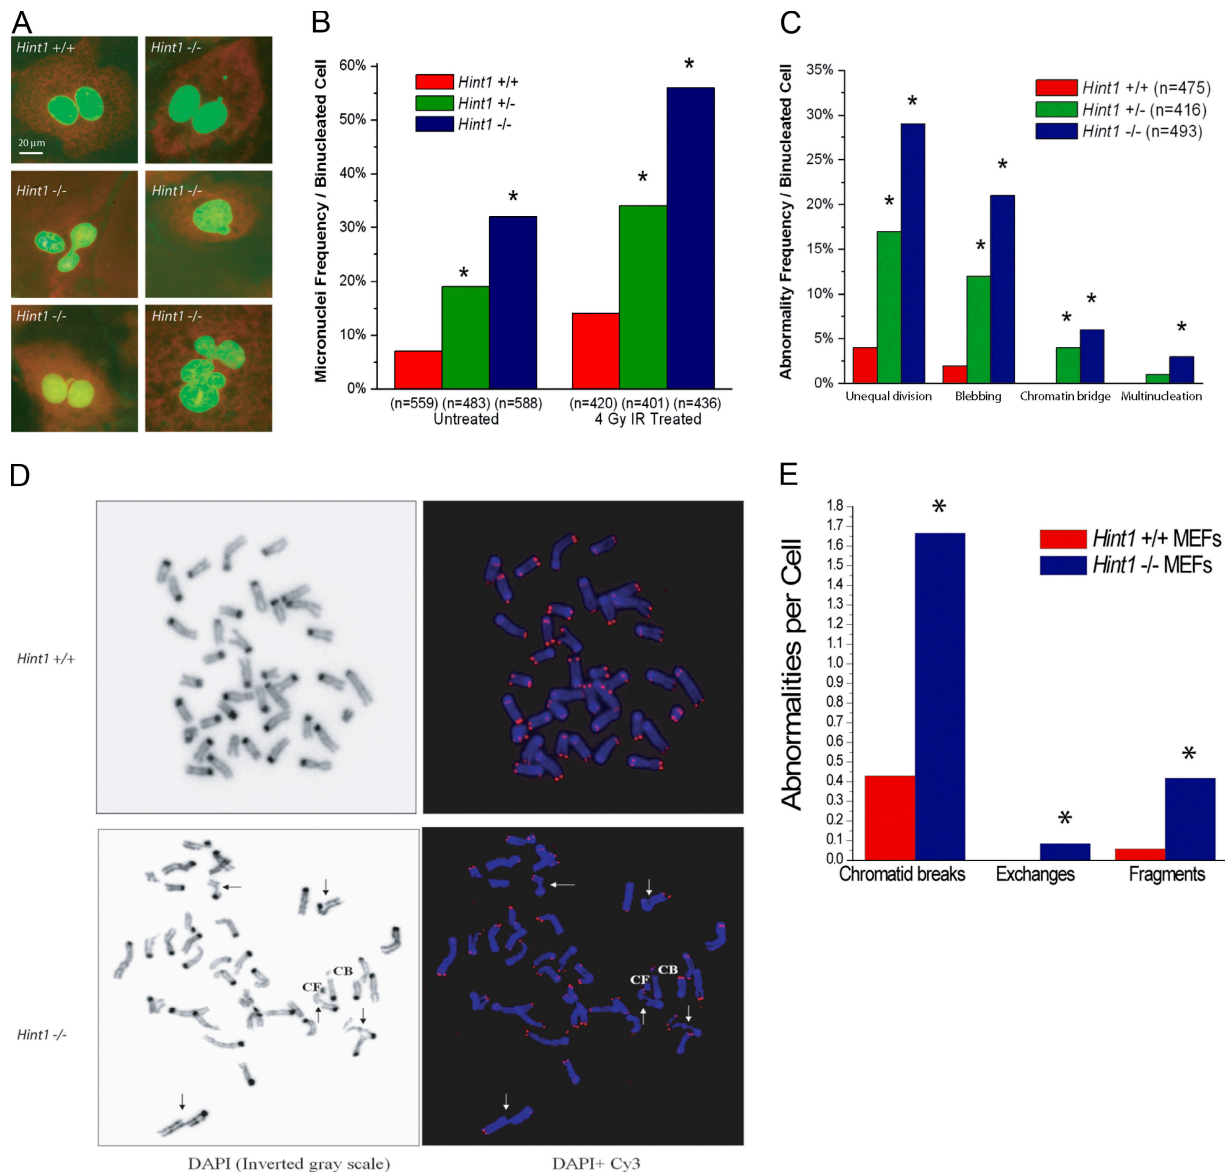 A
Hint1 +/+
Hint1 -/-
20 µm
Hint1 -/-
Hint1 -/-
Hint1 -/-
Hint1 -/-
B
Micronuclei Frequency / Binucleated Cell
60%
50%
40%
30%
20%
10%
0%
Hint1 +/+
Hint1 +/-
Hint1 -/-
*
*
*
*
(n=559) (n=483) (n=588)
(n=420) (n=401) (n=436)
Untreated
4 Gy IR Treated
C
Abnormality Frequency / Binucleated Cell
35%
30%
25%
20%
15%
10%
5%
0%
Hint1 +/+ (n=475)
Hint1 +/- (n=416)
Hint1 -/- (n=493)
*
*
*
*
*
*
*
Unequal division
Blebbing
Chromatin bridge
Multinucleation
D
Hint1 +/+
Hint1 -/-
CF
CB
CF
CB
DAPI (Inverted gray scale)
DAPI+ Cy3
E
Abnormalities per Cell
1.8
1.7
1.6
1.5
1.4
1.3
1.2
1.1
1.0
0.9
0.8
0.7
0.6
0.5
0.4
0.3
0.2
0.1
0.0
Hint1 +/+ MEFs
Hint1 -/- MEFs
*
*
*
Chromatid breaks
Exchanges
Fragments